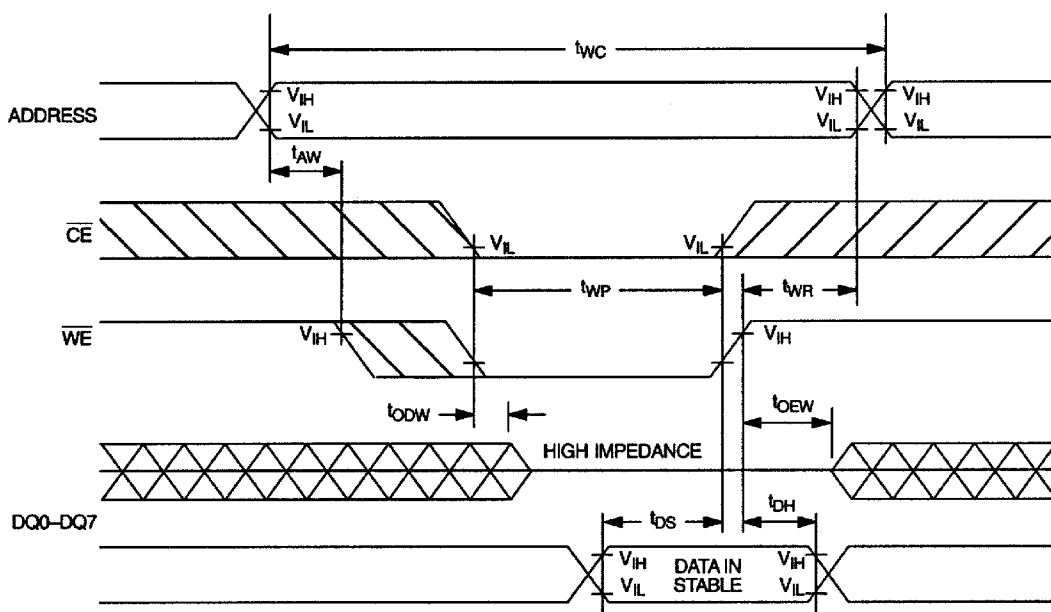 tWC
ADDRESS
VIH
VIL
VIH
VIL
VIH
VIL
tAW
CE
VIL
VIL
tWP
tWR
WE
VIH
VIH
tODW
tOEW
HIGH IMPEDANCE
DQ0–DQ7
tDS
tDH
VIH
VIL
DATA IN
STABLE
VIH
VIL